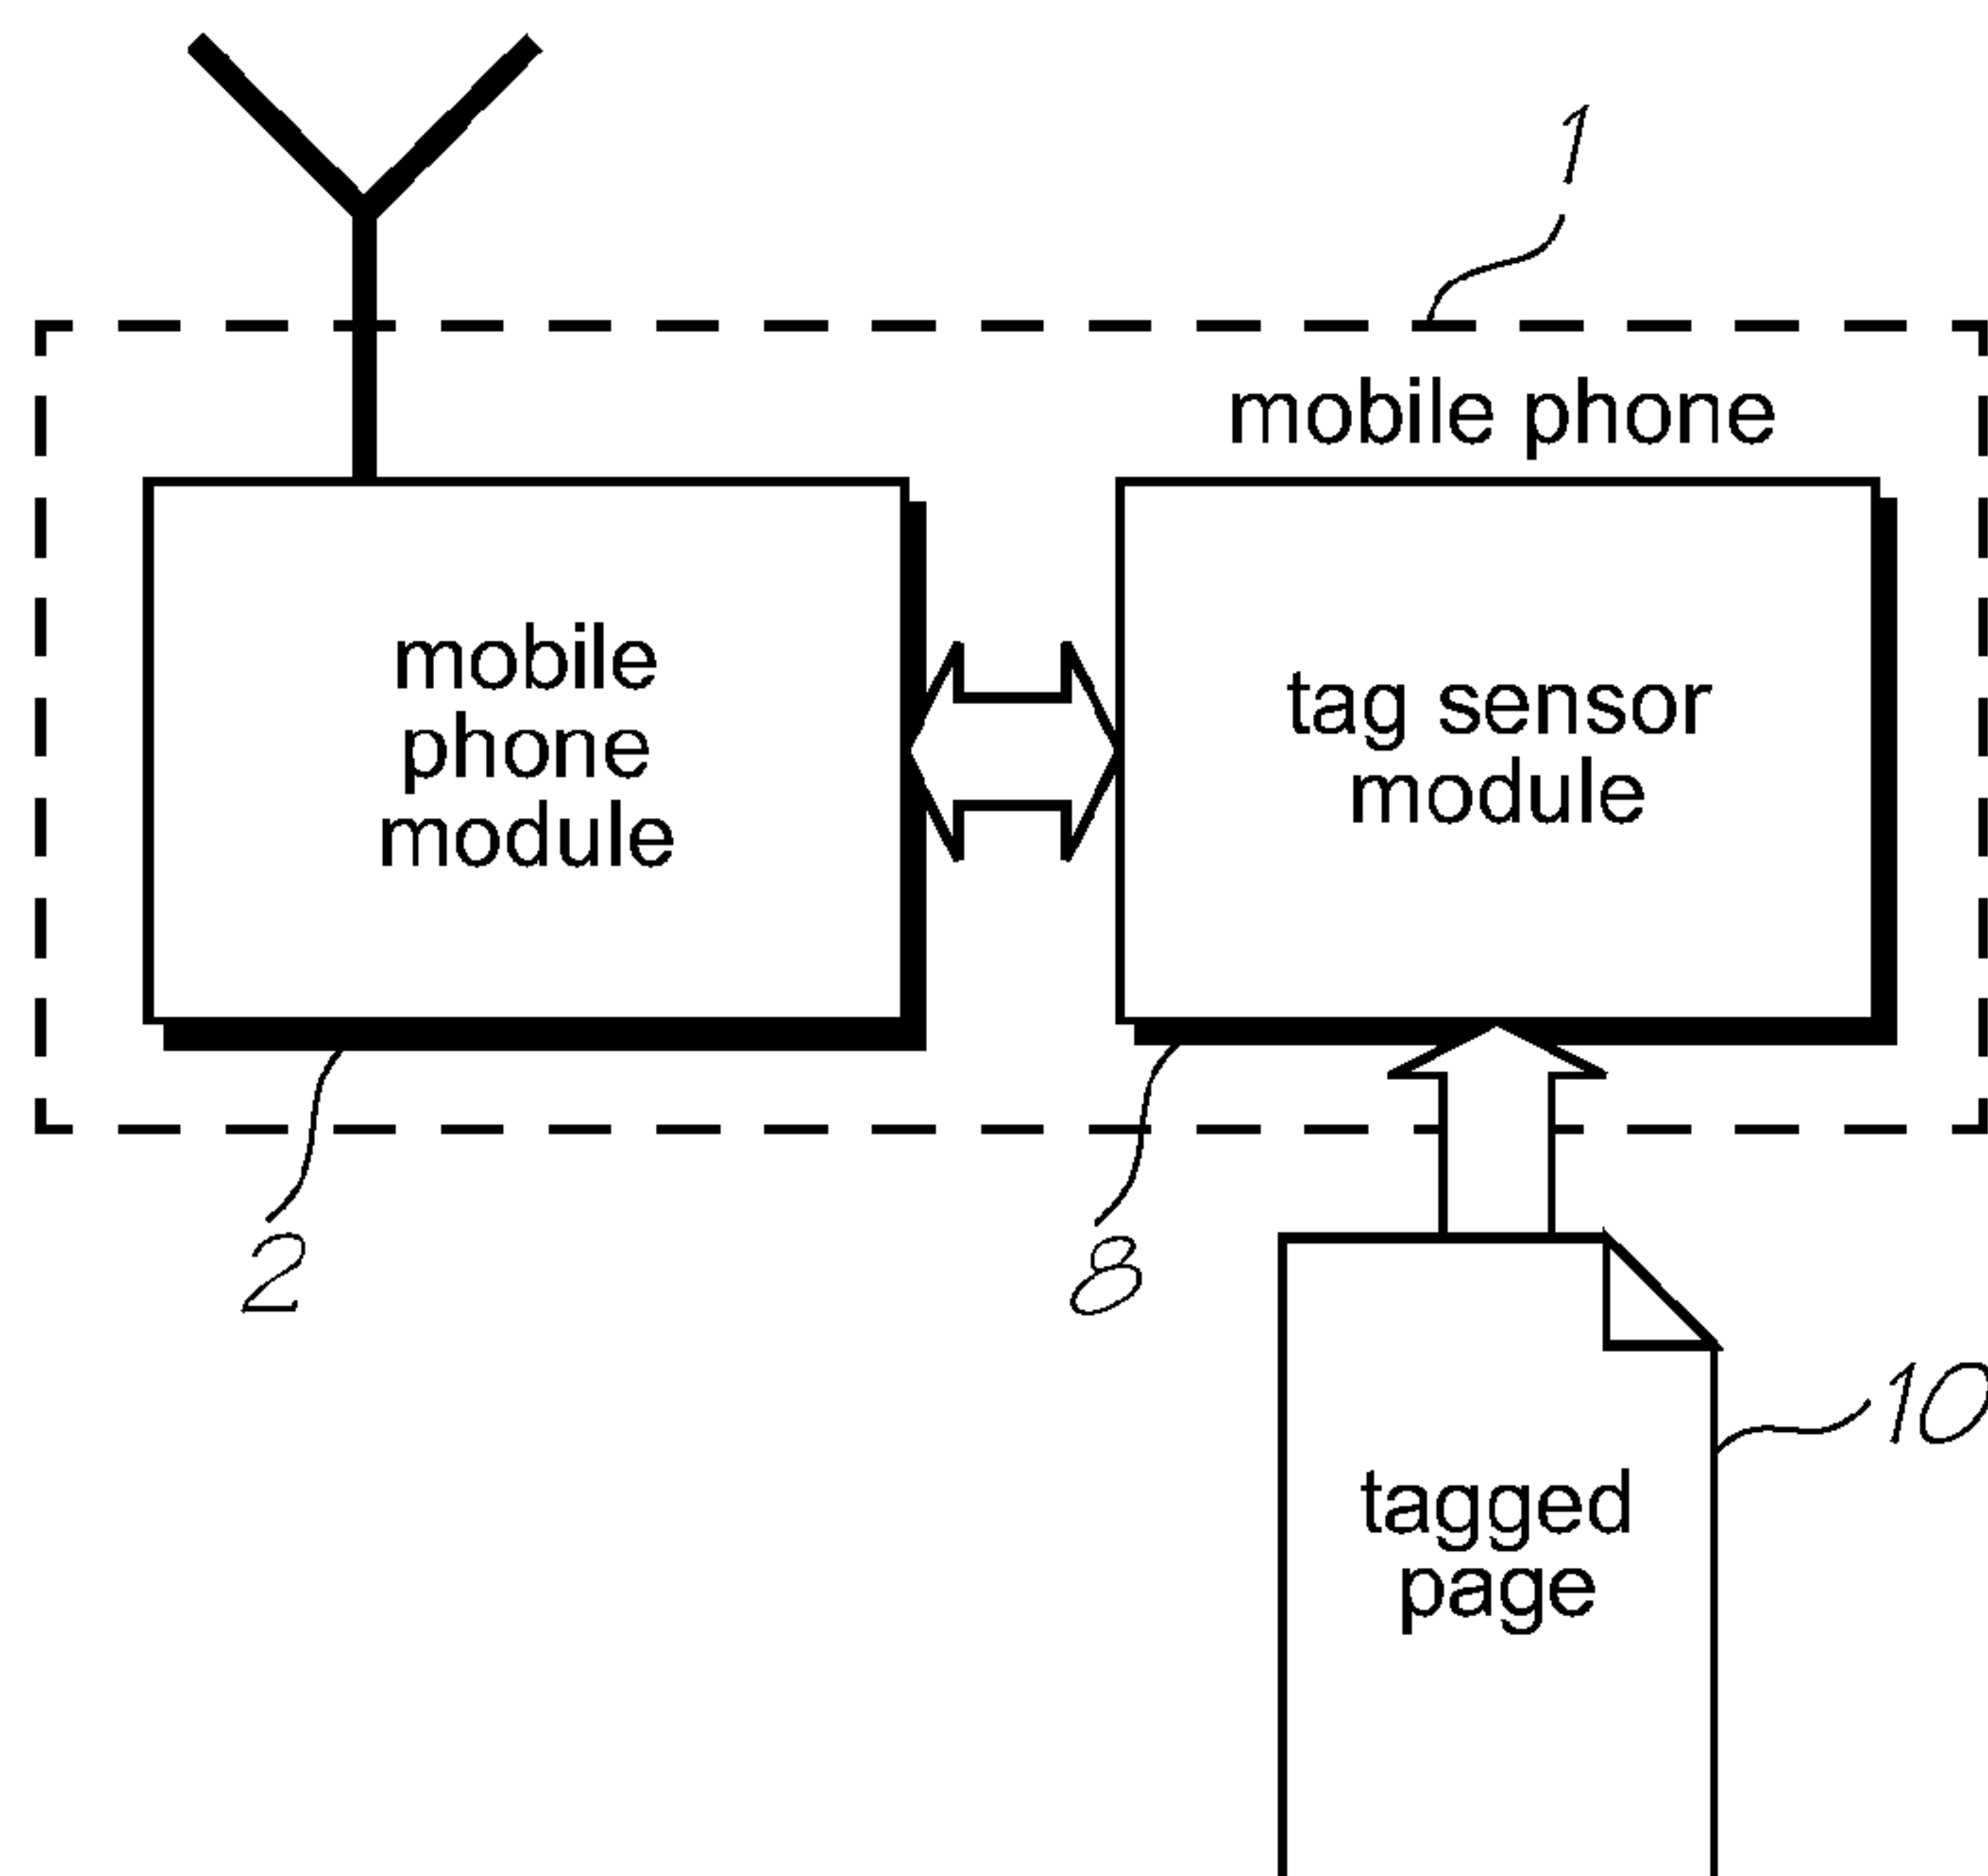 1
mobile phone
mobile
phone
module
tag sensor
module
2
8
10
tagged
page